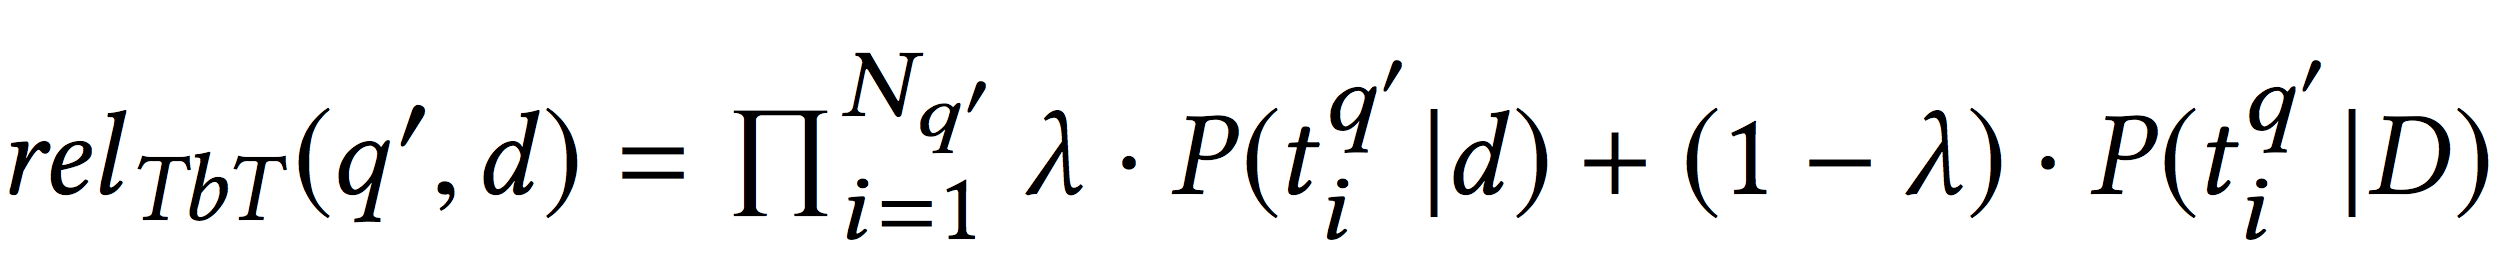 rel_{TbT}(q′, d) = ∏_{i=1}^{N_{q′}} λ · P(t_i^{q′}|d) + (1 − λ) · P(t_i^{q′}|D)